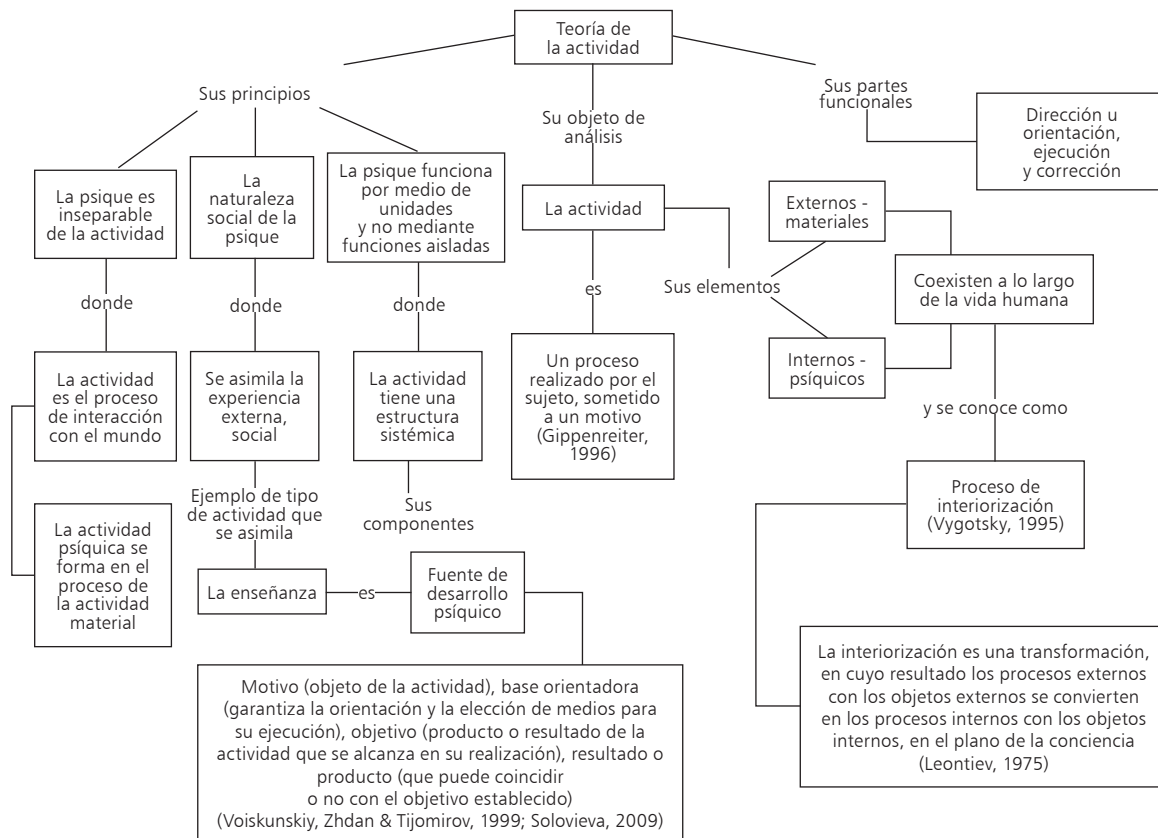 Teoría de
la actividad
Sus principios
Su objeto de
análisis
Sus partes
funcionales
Dirección u
orientación,
ejecución
y corrección
La psique es
inseparable
de la actividad
La
naturaleza
social de la
psique
La psique funciona
por medio de
unidades
y no mediante
funciones aisladas
La actividad
Externos -
materiales
Sus elementos
Internos -
psíquicos
Coexisten a lo largo
de la vida humana
donde
donde
donde
es
y se conoce como
La actividad
es el proceso
de interacción
con el mundo
Se asimila la
experiencia
externa,
social
La actividad
tiene una
estructura
sistémica
Un proceso
realizado por el
sujeto, sometido
a un motivo
(Gippenreiter,
1996)
Proceso de
interiorización
(Vygotsky, 1995)
La actividad
psíquica se
forma en el
proceso de
la actividad
material
Ejemplo de tipo
de actividad que
se asimila
Sus
componentes
La enseñanza
es
Fuente de
desarrollo
psíquico
Motivo (objeto de la actividad), base orientadora
(garantiza la orientación y la elección de medios para
su ejecución), objetivo (producto o resultado de la
actividad que se alcanza en su realización), resultado o
producto (que puede coincidir
o no con el objetivo establecido)
(Voiskunskiy, Zhdan & Tijomirov, 1999; Solovieva, 2009)
La interiorización es una transformación,
en cuyo resultado los procesos externos
con los objetos externos se convierten
en los procesos internos con los objetos
internos, en el plano de la conciencia
(Leontiev, 1975)